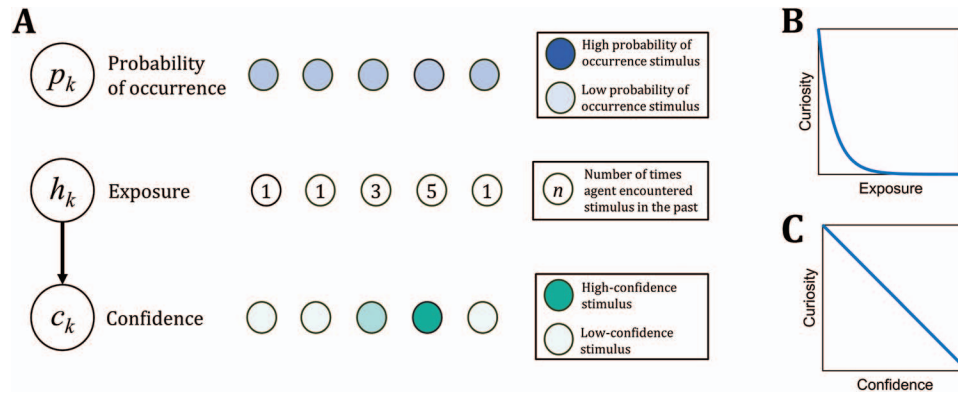 A
p_k
Probability
of occurrence
High probability of
occurrence stimulus
Low probability of
occurrence stimulus
h_k
Exposure
1 1 3 5 1
n
Number of times
agent encountered
stimulus in the past
c_k
Confidence
High-confidence
stimulus
Low-confidence
stimulus
B
Curiosity
Exposure
C
Curiosity
Confidence